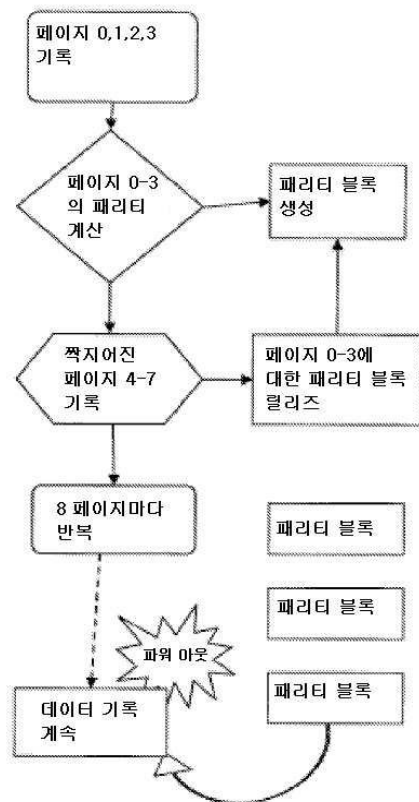 페이지 0,1,2,3
기록
페이지 0-3
의 패리티
계산
패리티 블록
생성
짝지어진
페이지 4-7
기록
페이지 0-3에
대한 패리티 블록
릴리즈
8 페이지마다
반복
패리티 블록
패리티 블록
파워 아웃
패리티 블록
데이터 기록
계속